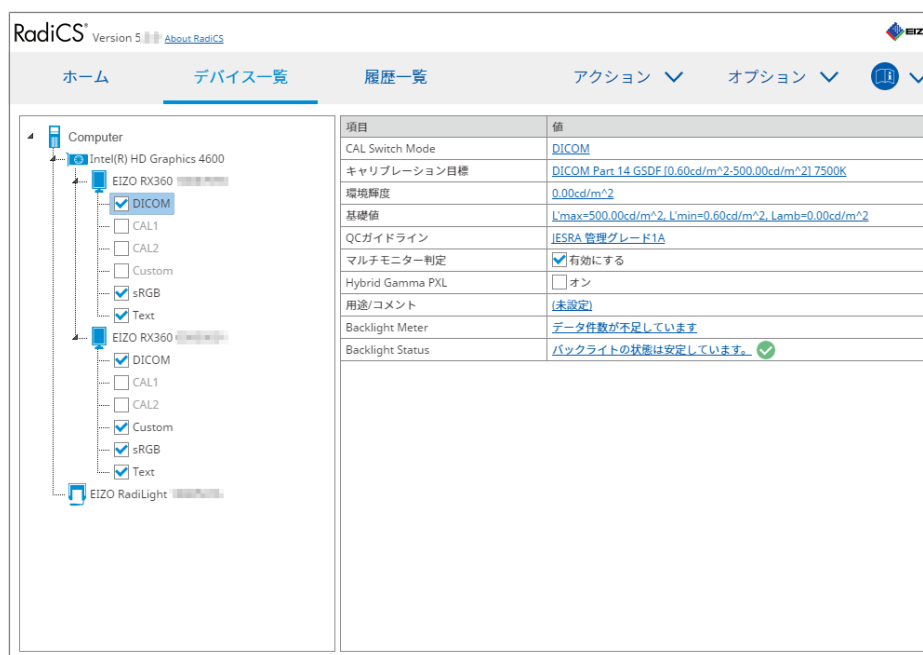 RadiCS® Version 5. About RadiCS
ホーム デバイス一覧 履歴一覧 アクション オプション
Computer
Intel(R) HD Graphics 4600
EIZO RX360
DICOM
CAL1
CAL2
Custom
sRGB
Text
EIZO RX360
DICOM
CAL1
CAL2
Custom
sRGB
Text
EIZO RadiLight
項目 値
CAL Switch Mode DICOM
キャリブレーション目標 DICOM Part 14 GSDF [0.60cd/m^2-500.00cd/m^2] 7500K
環境輝度 0.00cd/m^2
基礎値 L'max=500.00cd/m^2, L'min=0.60cd/m^2, Lamb=0.00cd/m^2
QCガイドライン JESRA 管理グレード1A
マルチモニター判定 有効にする
Hybrid Gamma PXL オン
用途/コメント (未設定)
Backlight Meter データ件数が不足しています
Backlight Status バックライトの状態は安定しています。